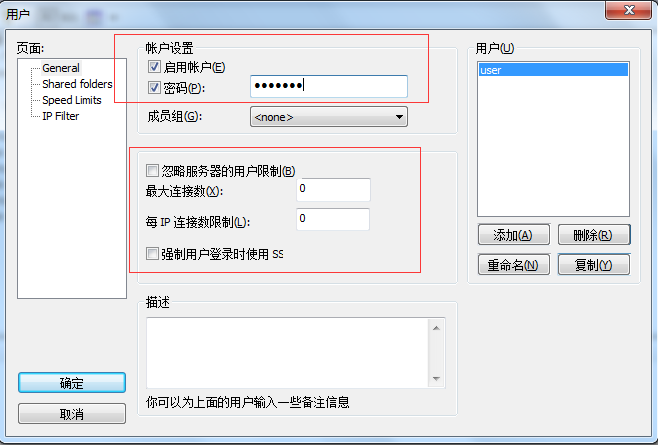 用户
页面:
General
Shared folders
Speed Limits
IP Filter
确定
取消
帐户设置
启用帐户(E)
密码(P):
•••••••
成员组(G):
<none>
忽略服务器的用户限制(B)
最大连接数(X):
0
每 IP 连接数限制(L):
0
强制用户登录时使用 SS
描述
你可以为上面的用户输入一些备注信息
用户(U)
user
添加(A)
删除(R)
重命名(N)
复制(Y)